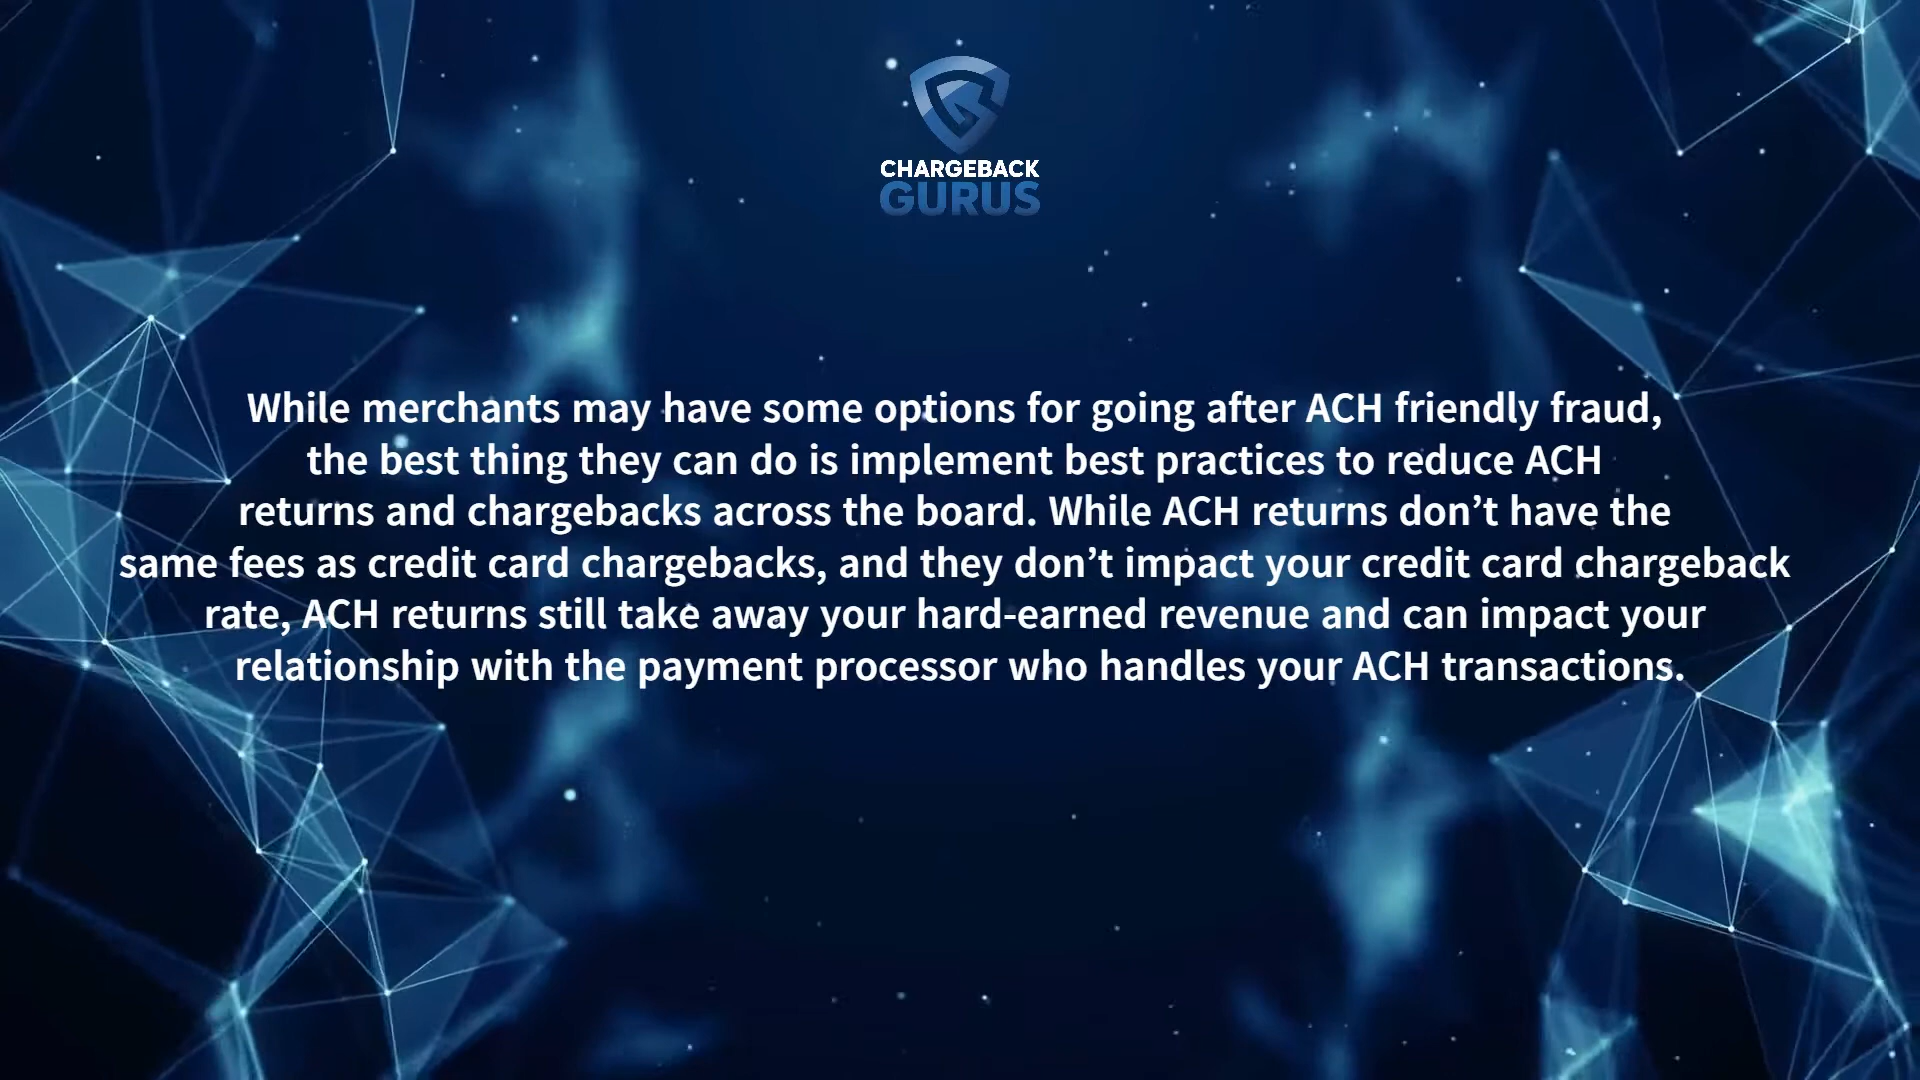 CHARGEBACK
GURUS
While merchants may have some options for going after ACH friendly fraud,
the best thing they can do is implement best practices to reduce ACH
returns and chargebacks across the board. While ACH returns don’t have the
same fees as credit card chargebacks, and they don’t impact your credit card chargeback
rate, ACH returns still take away your hard-earned revenue and can impact your
relationship with the payment processor who handles your ACH transactions.